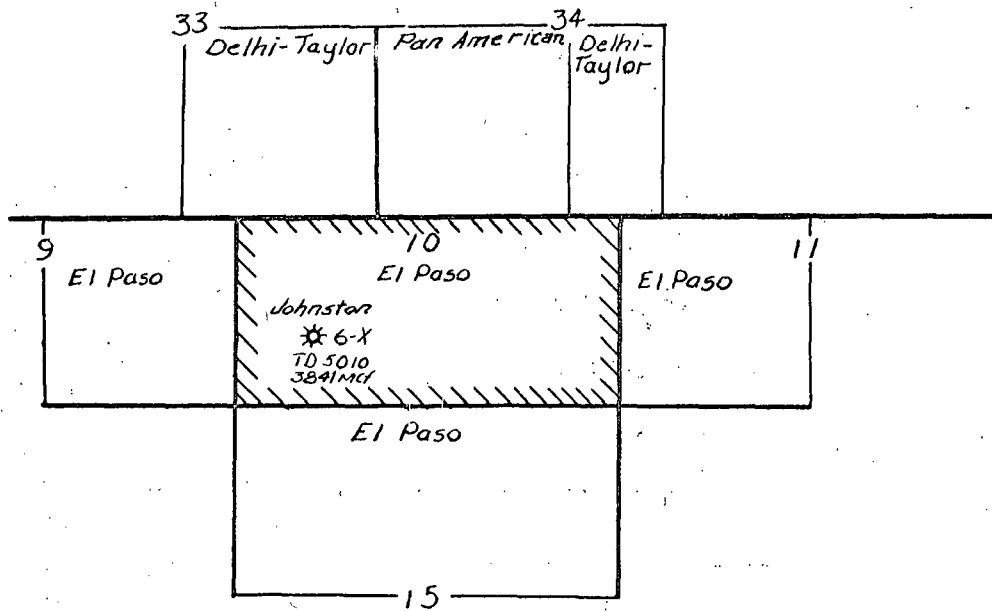 33
34
Delhi-Taylor
Pan American
Delhi-
Taylor
9
10
11
El Paso
El Paso
El Paso
Johnston
6-X
TD 5010
3841 Mcf
El Paso
15